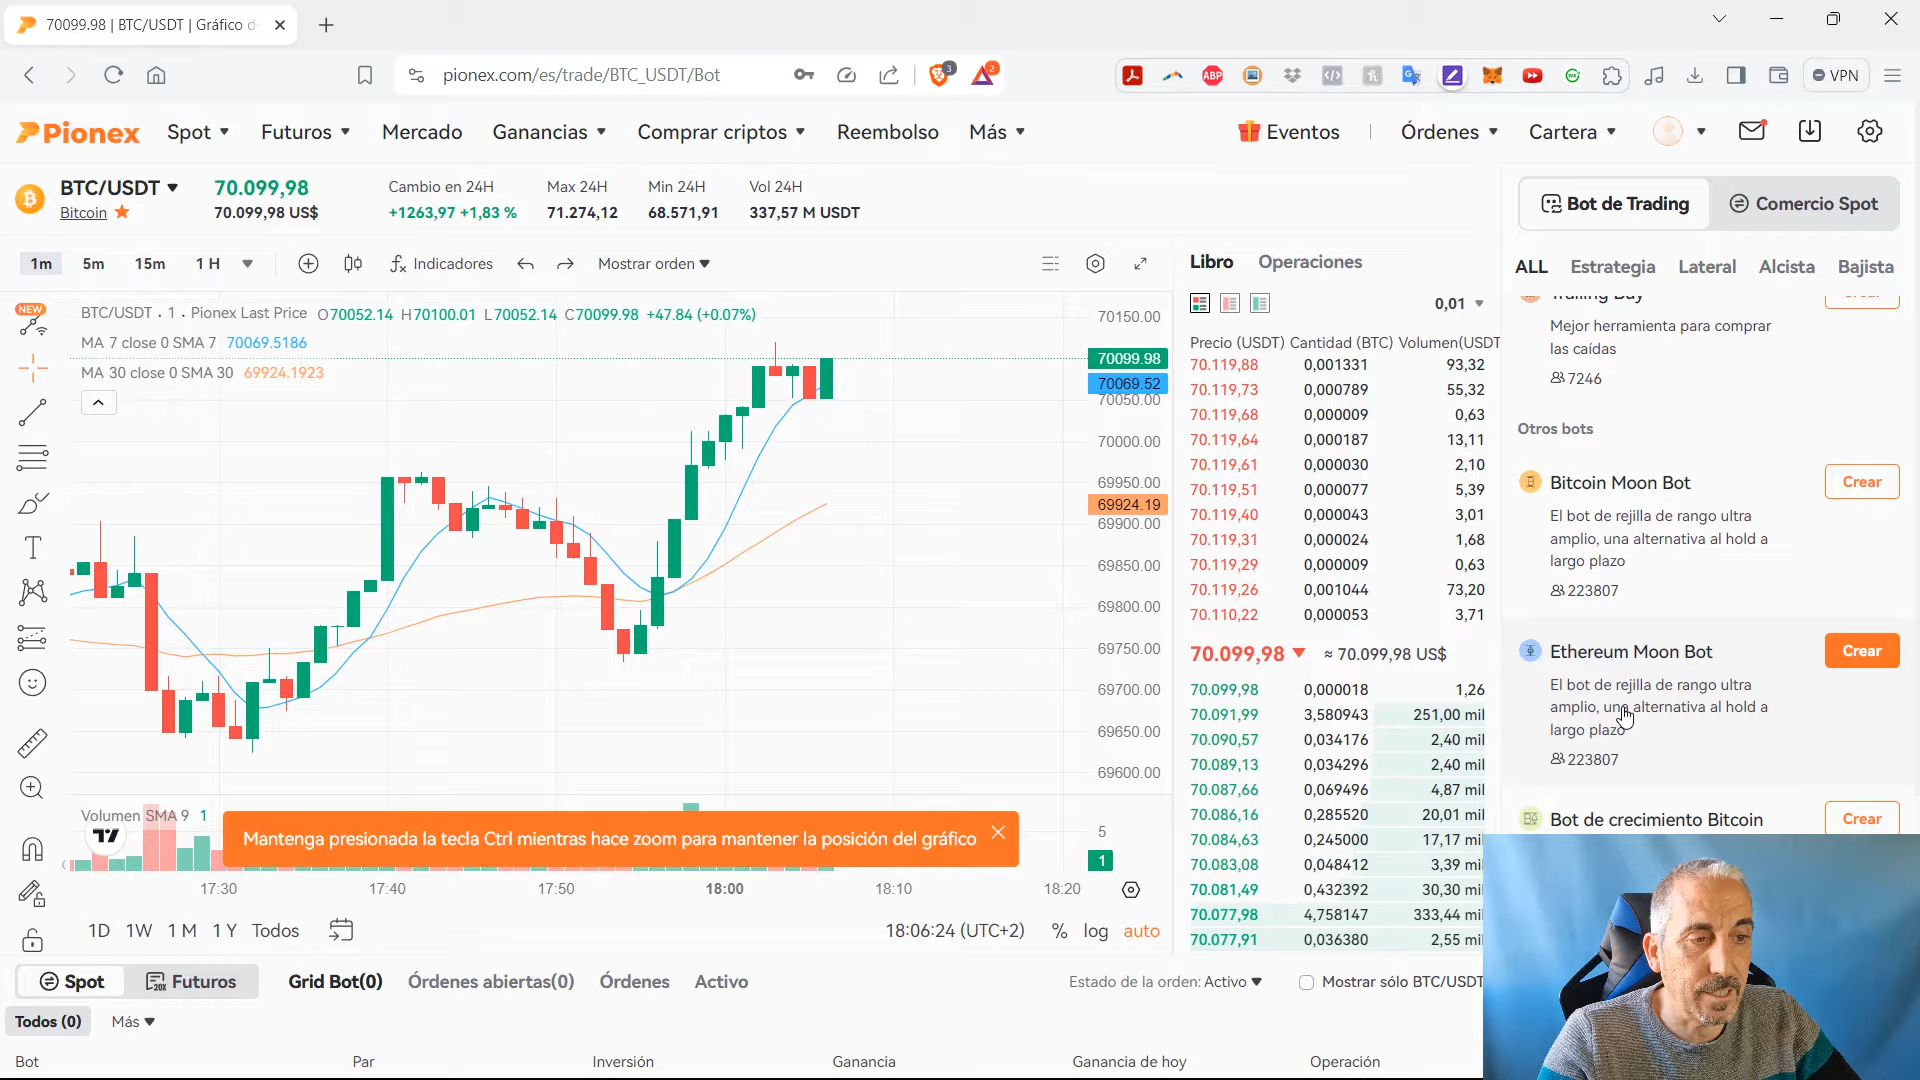 70099.98 | BTC/USDT | Gráfico d
pionex.com/es/trade/BTC_USDT/Bot
3
2
ABP
VPN
Pionex
Spot
Futuros
Mercado
Ganancias
Comprar criptos
Reembolso
Más
Eventos
Órdenes
Cartera
BTC/USDT
Bitcoin
70.099,98
70.099,98 US$
Cambio en 24H
+1263,97 +1,83 %
Max 24H
71.274,12
Min 24H
68.571,91
Vol 24H
337,57 M USDT
Bot de Trading
Comercio Spot
1m
5m
15m
1 H
Indicadores
Mostrar orden
Libro
Operaciones
ALL
Estrategia
Lateral
Alcista
Bajista
NEW
BTC/USDT · 1 · Pionex Last Price O70052.14 H70100.01 L70052.14 C70099.98 +47.84 (+0.07%)
MA 7 close 0 SMA 7 70069.5186
MA 30 close 0 SMA 30 69924.1923
70150.00
70099.98
70069.52
70050.00
70000.00
69950.00
69924.19
69900.00
69850.00
69800.00
69750.00
69700.00
69650.00
69600.00
5
1
Volumen SMA 9 1
Mantenga presionada la tecla Ctrl mientras hace zoom para mantener la posición del gráfico
17:30
17:40
17:50
18:00
18:10
18:20
1D
1W
1 M
1 Y
Todos
18:06:24 (UTC+2)
%
log
auto
0,01
Precio (USDT) Cantidad (BTC) Volumen(USDT
70.119,88 0,001331 93,32
70.119,73 0,000789 55,32
70.119,68 0,000009 0,63
70.119,64 0,000187 13,11
70.119,61 0,000030 2,10
70.119,51 0,000077 5,39
70.119,40 0,000043 3,01
70.119,31 0,000024 1,68
70.119,29 0,000009 0,63
70.119,26 0,001044 73,20
70.110,22 0,000053 3,71
70.099,98 ≈ 70.099,98 US$
70.099,98 0,000018 1,26
70.091,99 3,580943 251,00 mil
70.090,57 0,034176 2,40 mil
70.089,13 0,034296 2,40 mil
70.087,66 0,069496 4,87 mil
70.086,16 0,285520 20,01 mil
70.084,63 0,245000 17,17 mil
70.083,08 0,048412 3,39 mil
70.081,49 0,432392 30,30 mil
70.077,98 4,758147 333,44 mil
70.077,91 0,036380 2,55 mil
Trailing Buy
Crear
Mejor herramienta para comprar
las caídas
7246
Otros bots
Bitcoin Moon Bot
Crear
El bot de rejilla de rango ultra
amplio, una alternativa al hold a
largo plazo
223807
Ethereum Moon Bot
Crear
El bot de rejilla de rango ultra
amplio, una alternativa al hold a
largo plazo
223807
Bot de crecimiento Bitcoin
Crear
Spot
20X
Futuros
Grid Bot(0)
Órdenes abiertas(0)
Órdenes
Activo
Estado de la orden: Activo
Mostrar sólo BTC/USDT
Todos (0)
Más
Bot
Par
Inversión
Ganancia
Ganancia de hoy
Operación